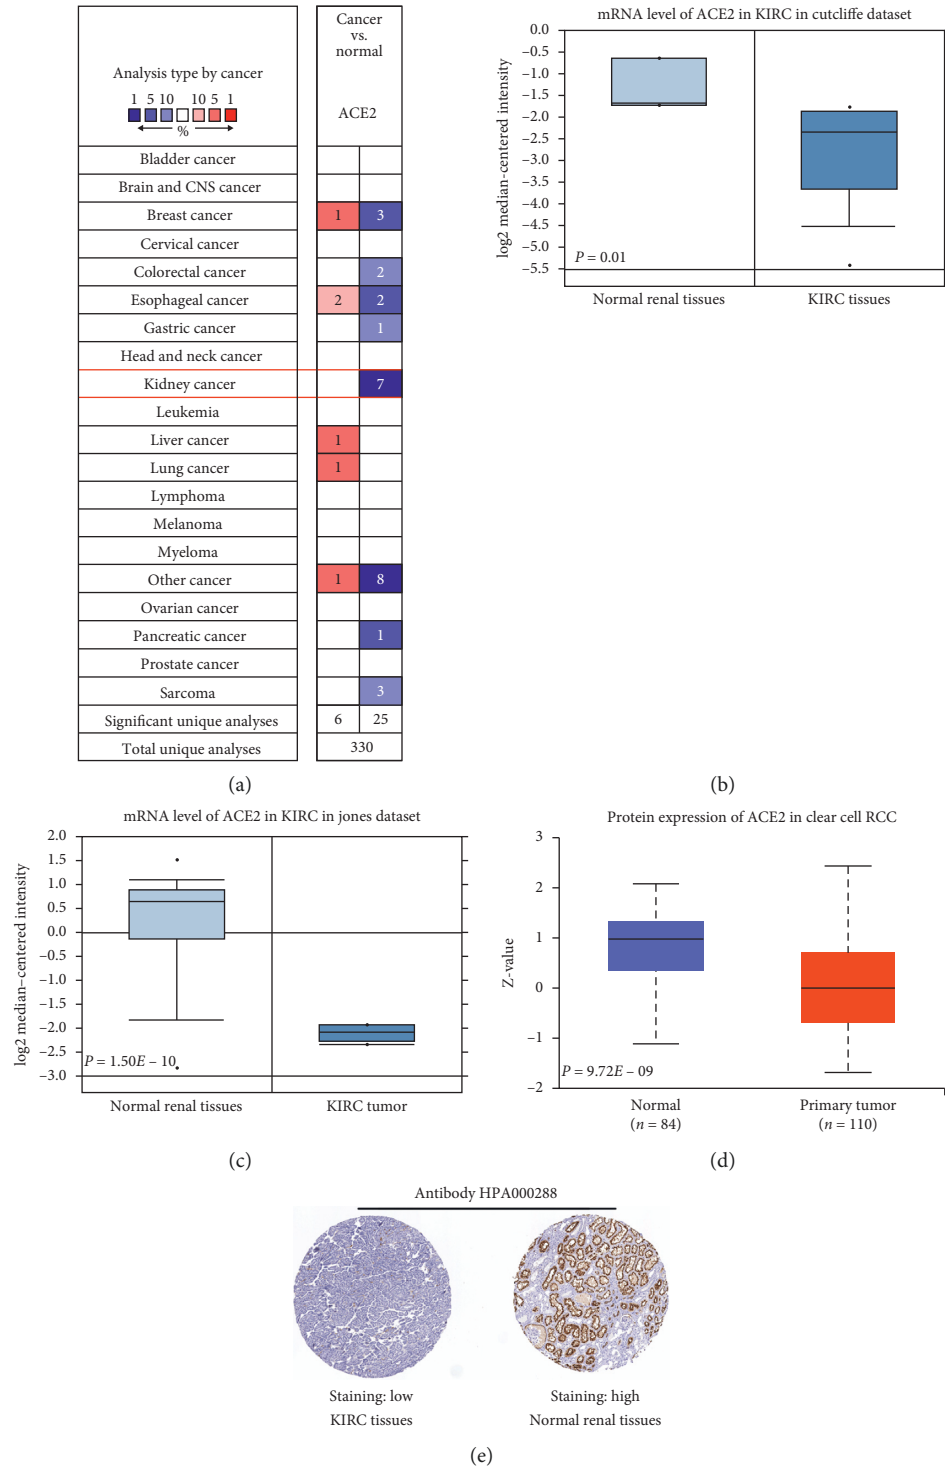 Analysis type by cancer
1 5 10 10 5 1
%
Cancer
vs.
normal
ACE2
Bladder cancer
Brain and CNS cancer
Breast cancer 1 3
Cervical cancer
Colorectal cancer 2
Esophageal cancer 2 2
Gastric cancer 1
Head and neck cancer
Kidney cancer 7
Leukemia
Liver cancer 1
Lung cancer 1
Lymphoma
Melanoma
Myeloma
Other cancer 1 8
Ovarian cancer
Pancreatic cancer 1
Prostate cancer
Sarcoma 3
Significant unique analyses 6 25
Total unique analyses 330
(a)
mRNA level of ACE2 in KIRC in cutcliffe dataset
log2 median-centered intensity
0.0
–0.5
–1.0
–1.5
–2.0
–2.5
–3.0
–3.5
–4.0
–4.5
–5.0
–5.5
P = 0.01
Normal renal tissues KIRC tissues
(b)
mRNA level of ACE2 in KIRC in jones dataset
log2 median–centered intensity
2.0
1.5
1.0
0.5
0.0
–0.5
–1.0
–1.5
–2.0
–2.5
–3.0
P = 1.50E – 10
Normal renal tissues KIRC tumor
(c)
Protein expression of ACE2 in clear cell RCC
Z-value
3
2
1
0
–1
–2
P = 9.72E – 09
Normal Primary tumor
(n = 84) (n = 110)
(d)
Antibody HPA000288
Staining: low Staining: high
KIRC tissues Normal renal tissues
(e)